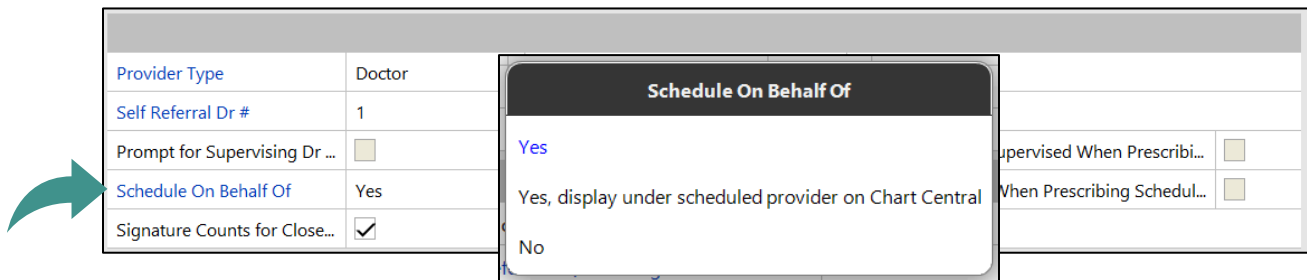 Provider Type Doctor
Self Referral Dr # 1
Prompt for Supervising Dr ...
Schedule On Behalf Of Yes
Signature Counts for Close...
Schedule On Behalf Of
Yes
Yes, display under scheduled provider on Chart Central
No
upervised When Prescribi...
When Prescribing Schedul...